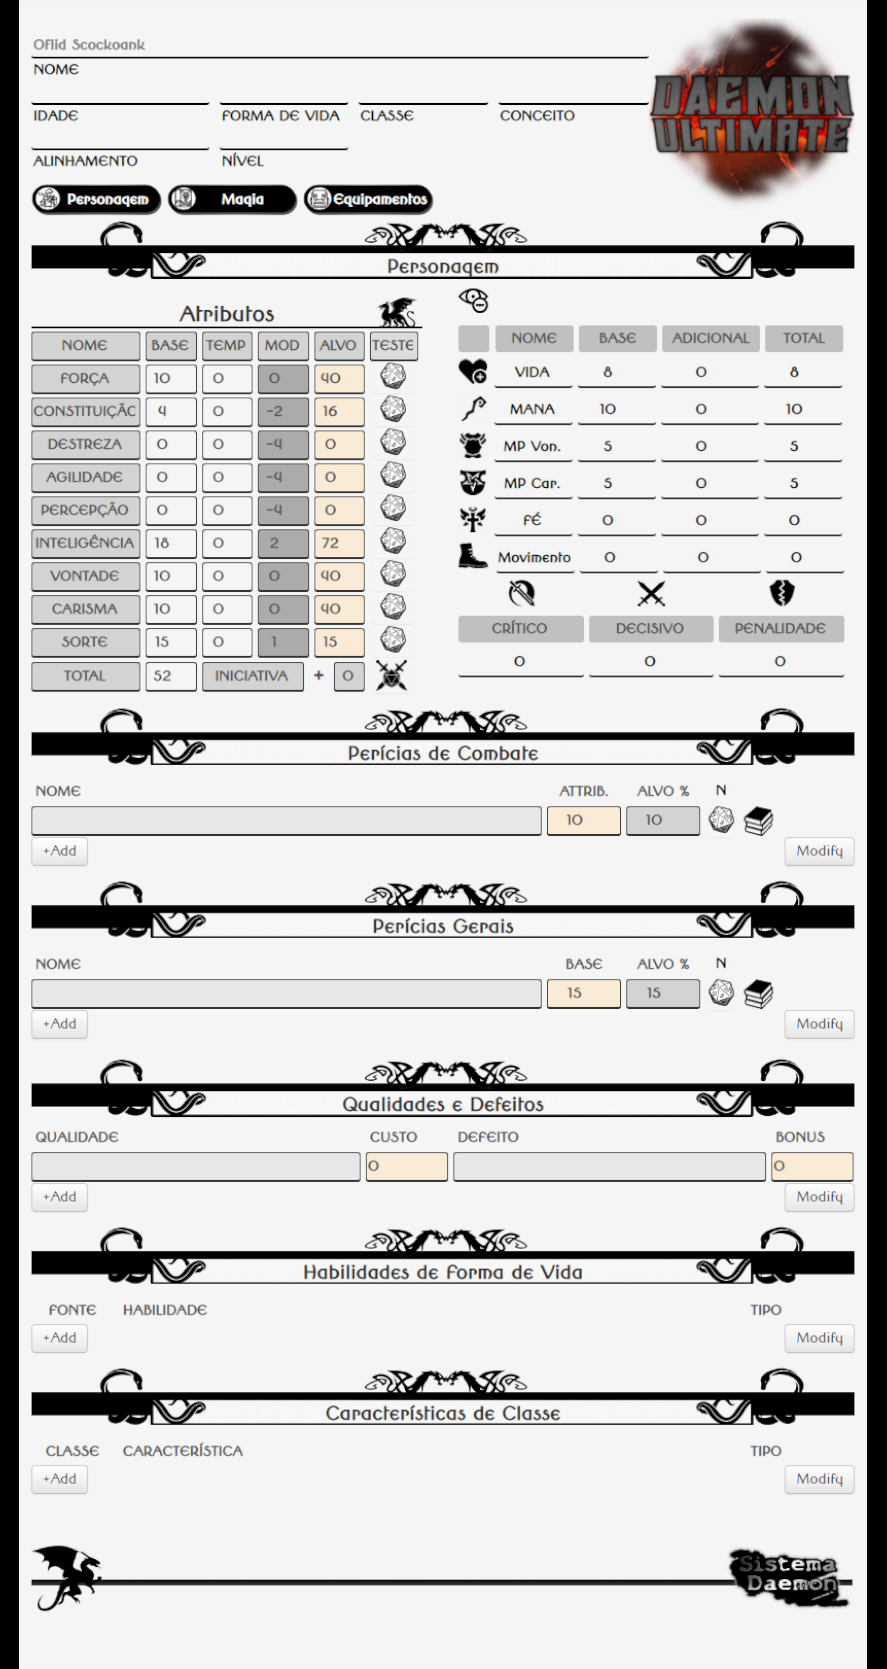 Oflid Scockoank
NOME
DAEMON
ULTIMATE
IDADE FORMA DE VIDA CLASSE CONCEITO
ALINHAMENTO NÍVEL
Personagem Magia Equipamentos
Personagem
Atributos
NOME BASE TEMP MOD ALVO TESTE
FORÇA 10 0 0 40
CONSTITUIÇÃO 4 0 -2 16
DESTREZA 0 0 -4 0
AGILIDADE 0 0 -4 0
PERCEPÇÃO 0 0 -4 0
INTELIGÊNCIA 18 0 2 72
VONTADE 10 0 0 40
CARISMA 10 0 0 40
SORTE 15 0 1 15
TOTAL 52 INICIATIVA + 0
NOME BASE ADICIONAL TOTAL
VIDA 8 0 8
MANA 10 0 10
MP Von. 5 0 5
MP Car. 5 0 5
FÉ 0 0 0
Movimento 0 0 0
CRÍTICO DECISIVO PENALIDADE
0 0 0
Perícias de Combate
NOME ATTRIB. ALVO % N
10 10
+Add Modify
Perícias Gerais
NOME BASE ALVO % N
15 15
+Add Modify
Qualidades e Defeitos
QUALIDADE CUSTO DEFEITO BONUS
0 0
+Add Modify
Habilidades de Forma de Vida
FONTE HABILIDADE TIPO
+Add Modify
Características de Classe
CLASSE CARACTERÍSTICA TIPO
+Add Modify
Sistema
Daemon